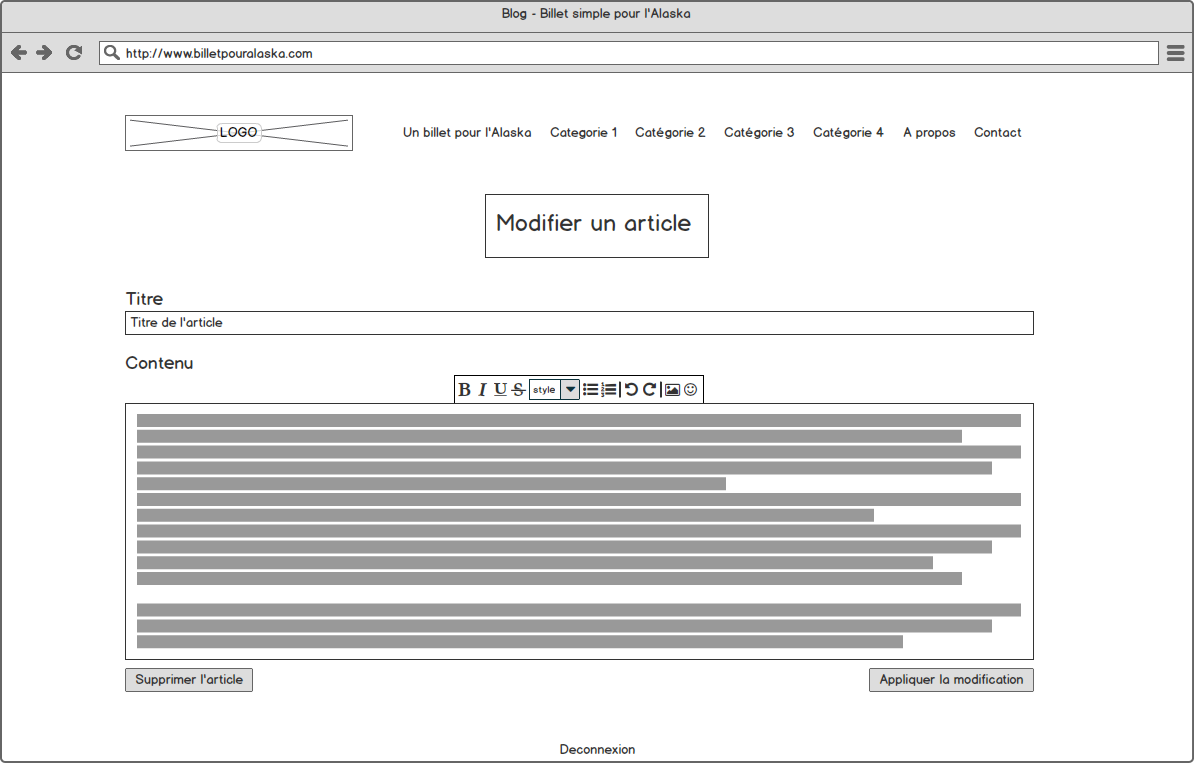 Blog - Billet simple pour l'Alaska
http://www.billetpouralaska.com
LOGO
Un billet pour l'Alaska Categorie 1 Catégorie 2 Catégorie 3 Catégorie 4 A propos Contact
Modifier un article
Titre
Titre de l'article
Contenu
B I U S style
Supprimer l'article Appliquer la modification
Deconnexion